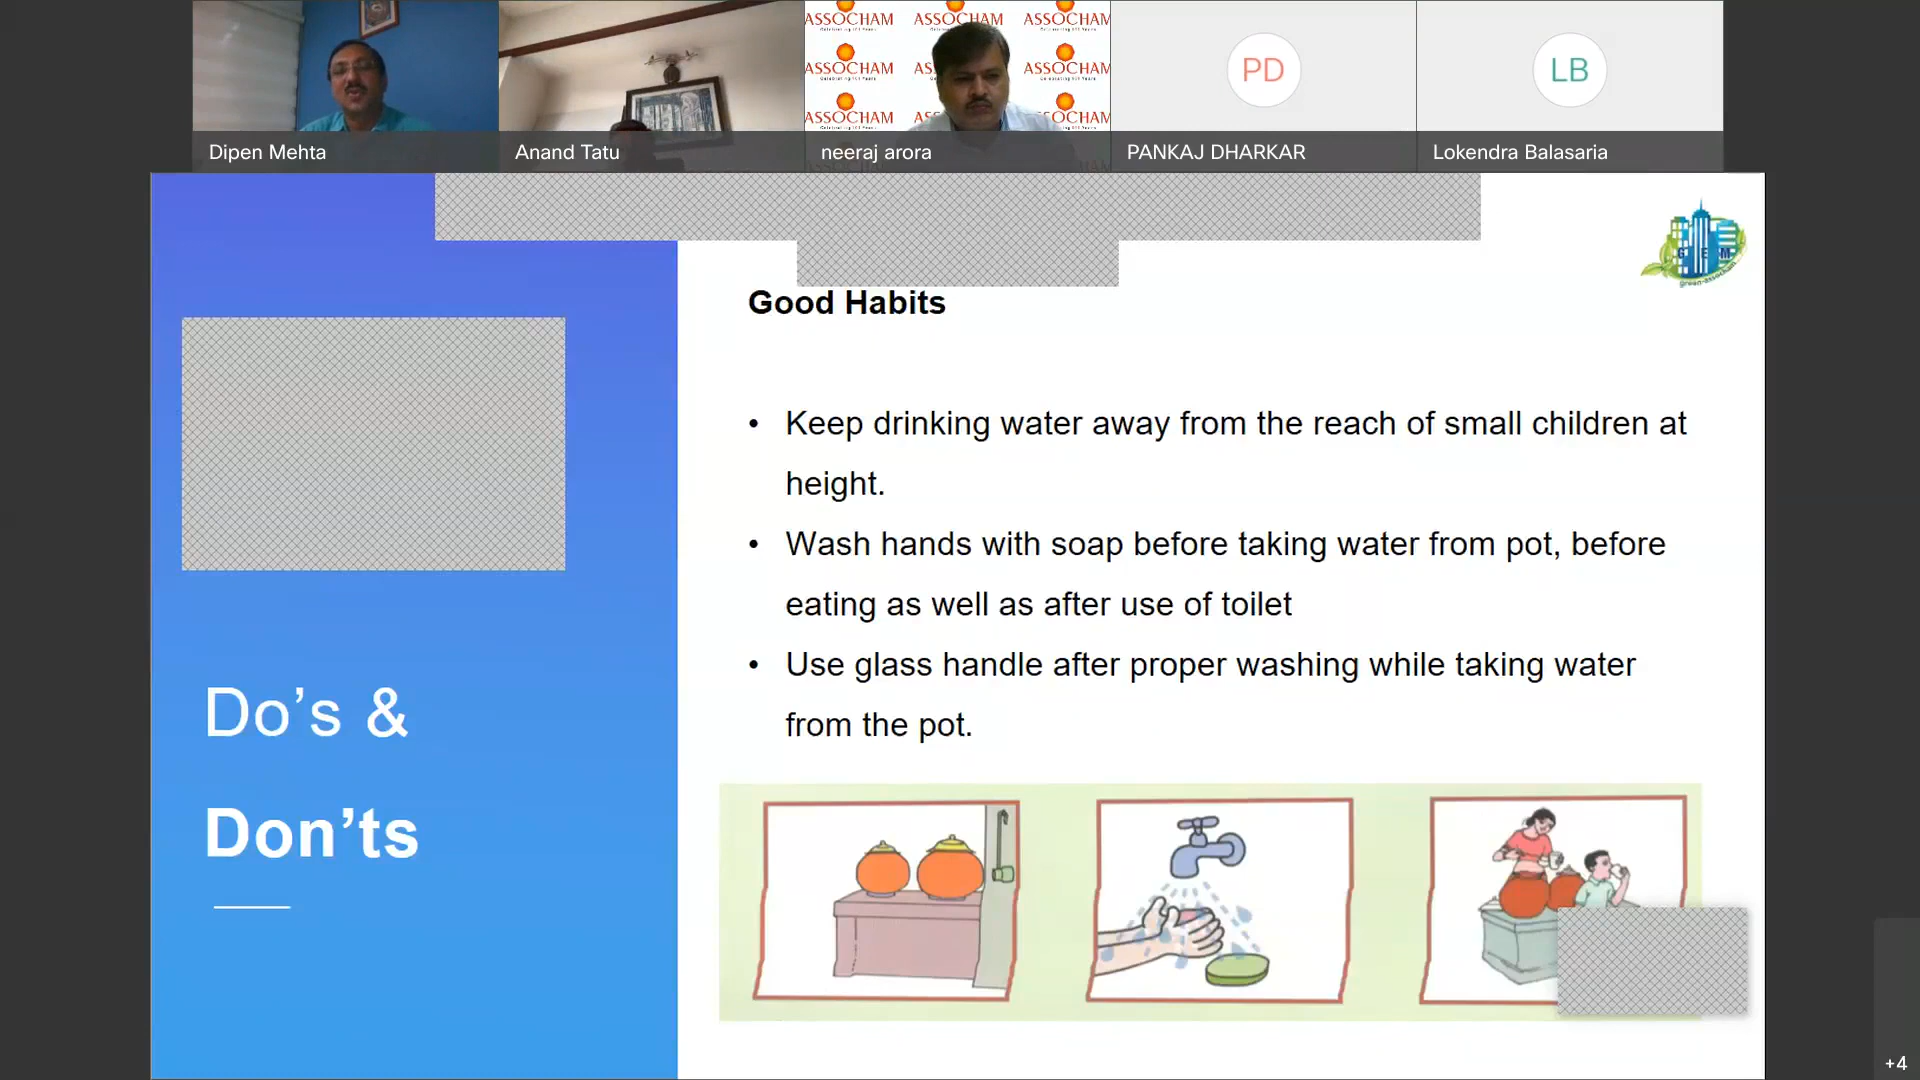 ASSOCHAM ASSOCHAM ASSOCHAM
ASSOCHAM ASSOCHAM
ASSOCHAM ASSOCHAM
PD
LB
Dipen Mehta
Anand Tatu
neeraj arora
PANKAJ DHARKAR
Lokendra Balasaria
GEM
Good Habits
• Keep drinking water away from the reach of small children at
height.
• Wash hands with soap before taking water from pot, before
eating as well as after use of toilet
• Use glass handle after proper washing while taking water
from the pot.
Do’s &
Don’ts
+4